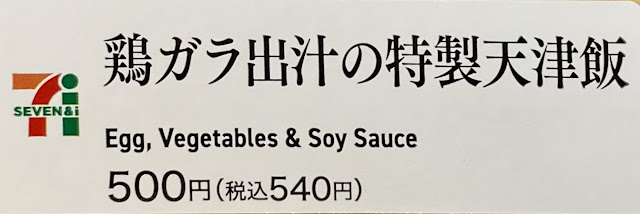 鶏ガラ出汁の特製天津飯
SEVEN&i
Egg, Vegetables & Soy Sauce
500円(税込540円)